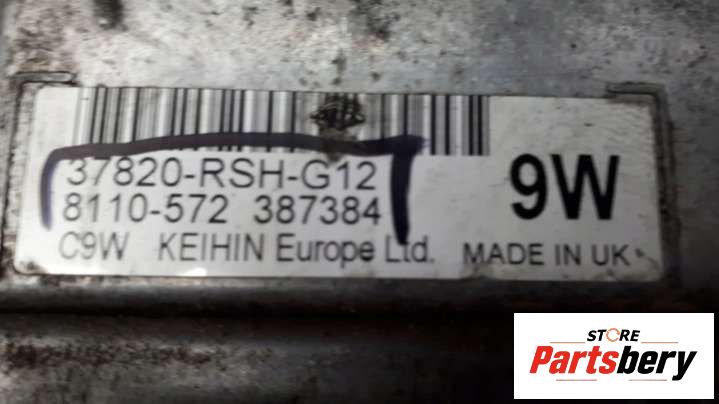 37820-RSH-G12
8110-572 387384
9W
C9W KEIHIN Europe Ltd. MADE IN UK
STORE
Partsbery